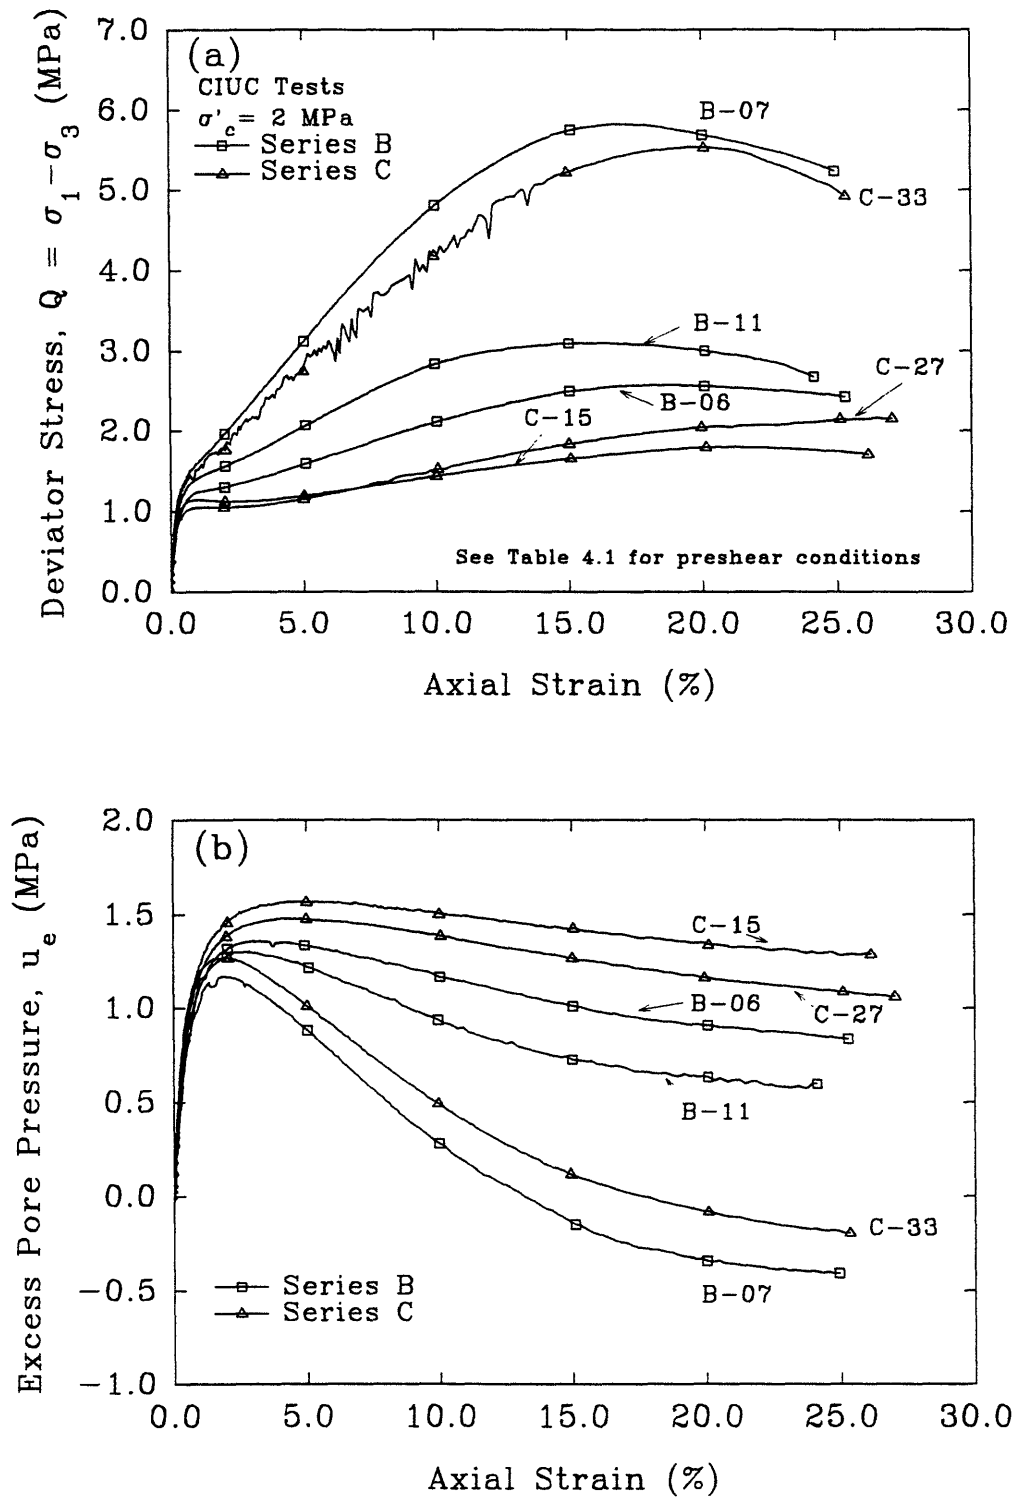 (a)
CIUC Tests
σ'c = 2 MPa
Series B
Series C
B-07
C-33
B-11
C-27
B-06
C-15
See Table 4.1 for preshear conditions
Deviator Stress, Q = σ1-σ3 (MPa)
7.0
6.0
5.0
4.0
3.0
2.0
1.0
0.0
0.0 5.0 10.0 15.0 20.0 25.0 30.0
Axial Strain (%)
(b)
C-15
B-06
C-27
B-11
C-33
B-07
Series B
Series C
Excess Pore Pressure, ue (MPa)
2.0
1.5
1.0
0.5
0.0
-0.5
-1.0
0.0 5.0 10.0 15.0 20.0 25.0 30.0
Axial Strain (%)